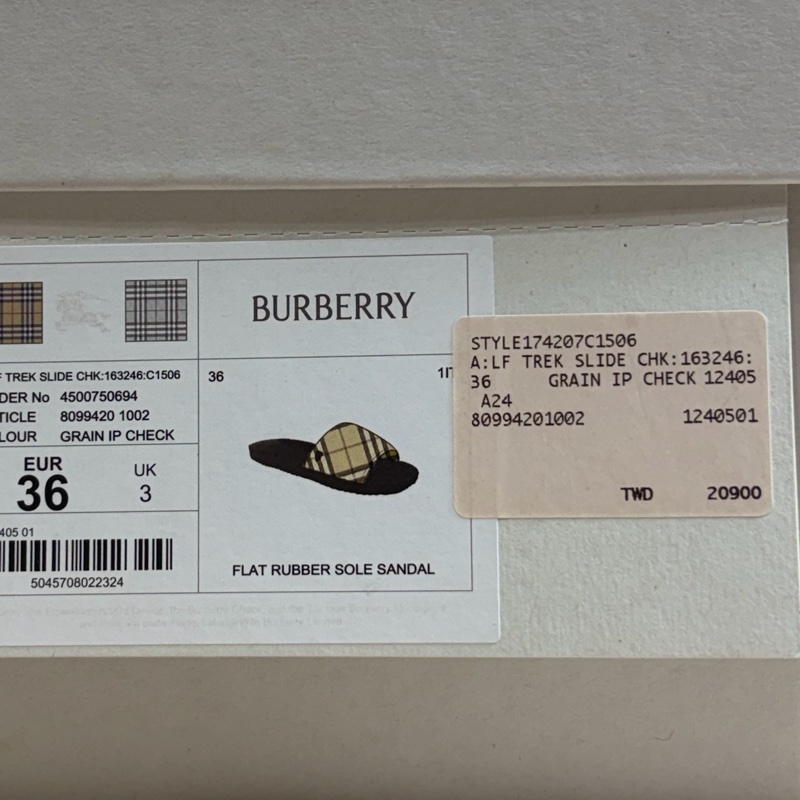 BURBERRY
TREK SLIDE CHK:163246:C1506
DER No 4500750694
TICLE 8099420 1002
LOUR GRAIN IP CHECK
EUR
36
UK
3
405 01
5045708022324
36
FLAT RUBBER SOLE SANDAL
STYLE174207C1506
A:LF TREK SLIDE CHK:163246:
36 GRAIN IP CHECK 12405
A24
80994201002 1240501
TWD 20900